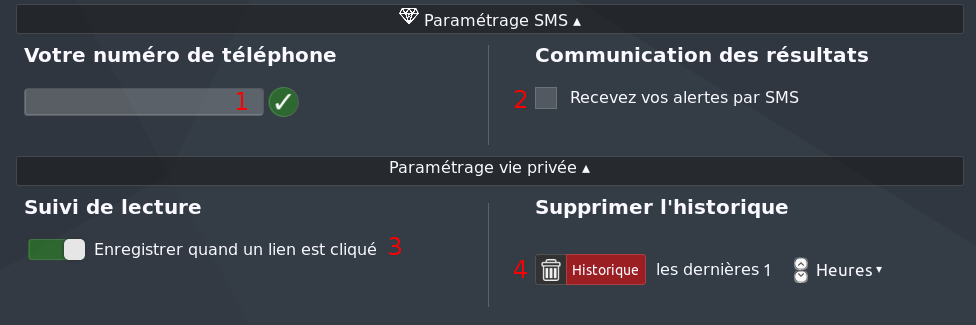 Paramétrage SMS ▴
Votre numéro de téléphone
1
Communication des résultats
2 Recevez vos alertes par SMS
Paramétrage vie privée ▴
Suivi de lecture
Enregistrer quand un lien est cliqué 3
Supprimer l'historique
4 Historique les dernières 1 Heures ▾